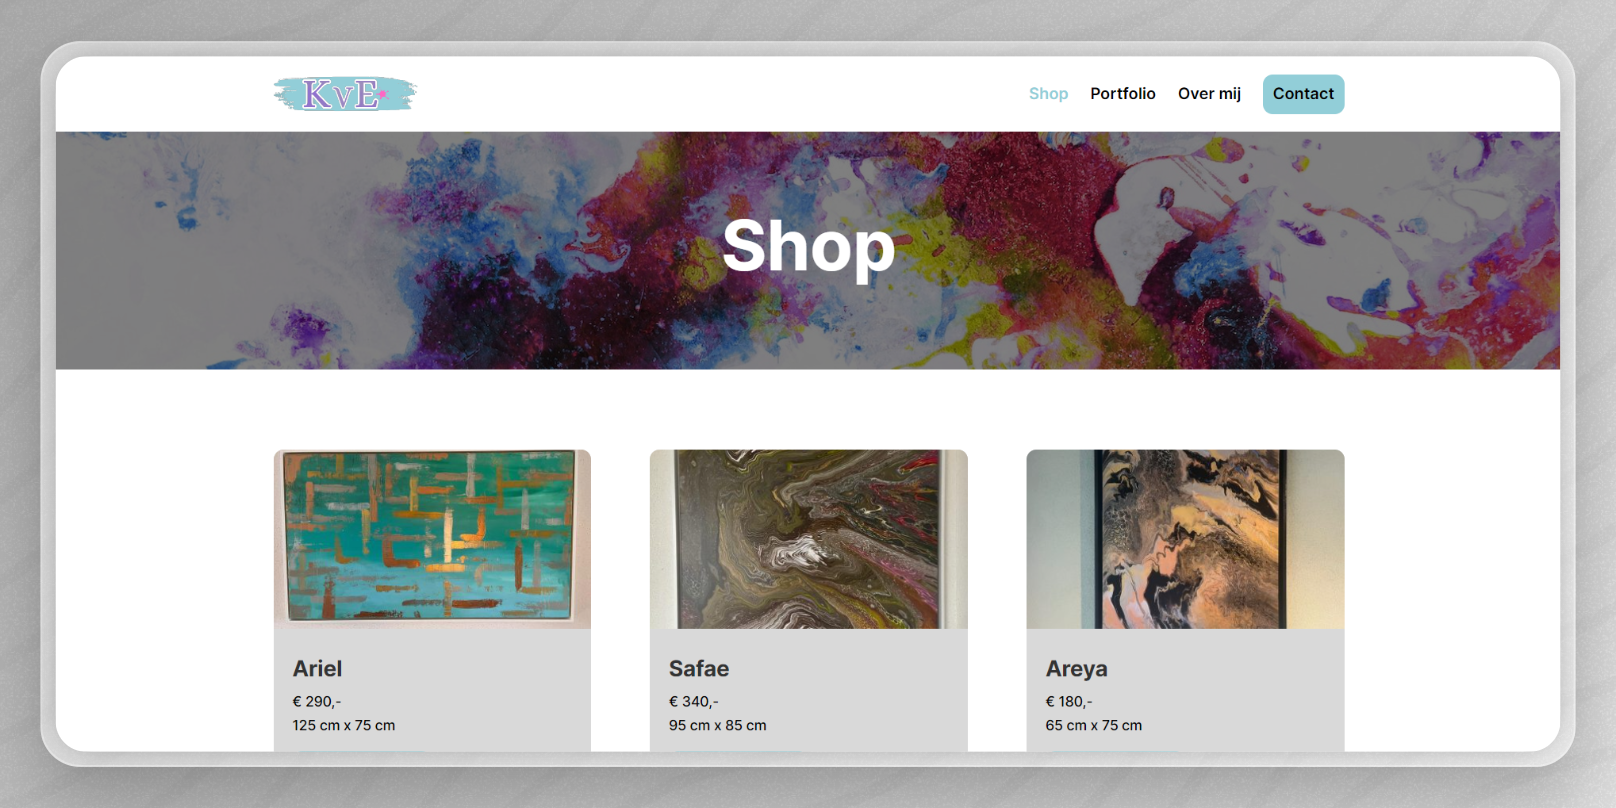 KvE
Shop Portfolio Over mij Contact
Shop
Ariel
€ 290,-
125 cm x 75 cm
Safae
€ 340,-
95 cm x 85 cm
Areya
€ 180,-
65 cm x 75 cm